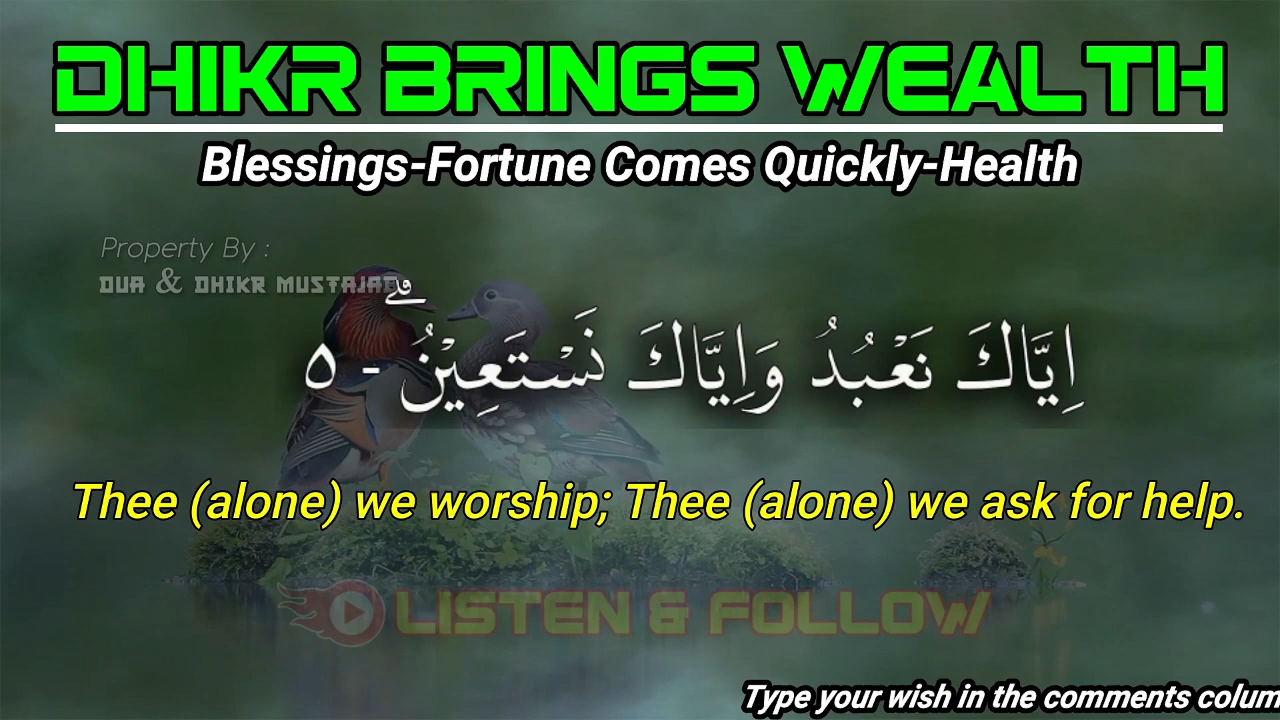 DHIKR BRINGS WEALTH
Blessings-Fortune Comes Quickly-Health
Property By :
DUA & DHIKR MUSTAJAB
اِيَّاكَ نَعْبُدُ وَاِيَّاكَ نَسْتَعِيْنُۗ - ٥
Thee (alone) we worship; Thee (alone) we ask for help.
LISTEN & FOLLOW
Type your wish in the comments colum